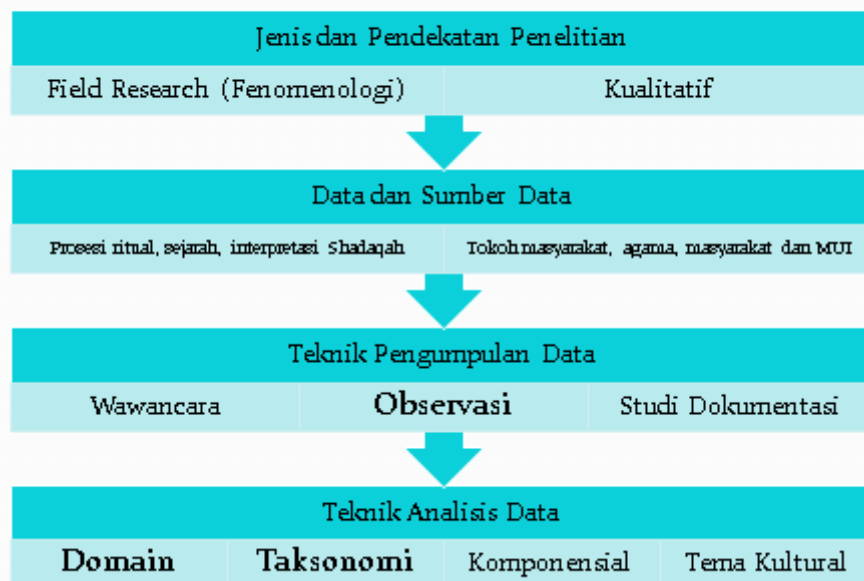 Jenis dan Pendekatan Penelitian
Field Research (Fenomenologi)
Kualitatif
Data dan Sumber Data
Prosesi ritual, sejarah, interpretasi Shadaqah
Tokoh masyarakat, agama, masyarakat dan MUI
Teknik Pengumpulan Data
Wawancara
Observasi
Studi Dokumentasi
Teknik Analisis Data
Domain
Taksonomi
Komponensial
Tema Kultural